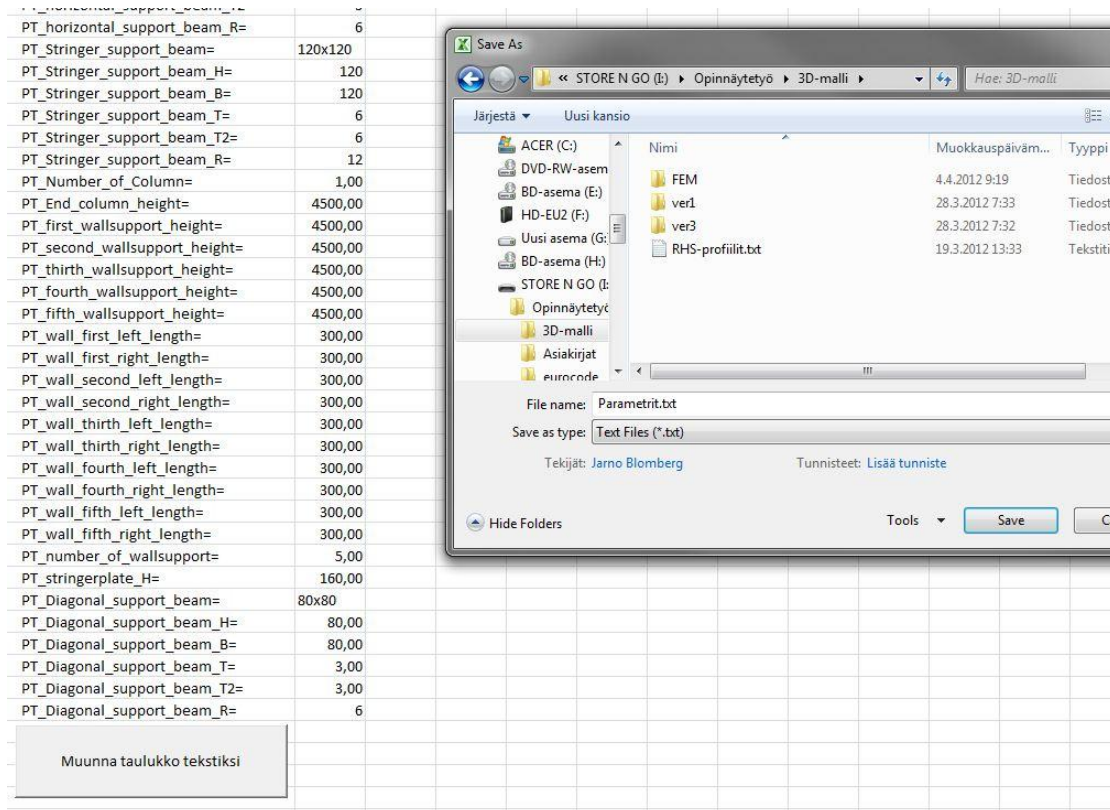 PT_horizontal_support_beam_R= 6
PT_Stringer_support_beam= 120x120
PT_Stringer_support_beam_H= 120
PT_Stringer_support_beam_B= 120
PT_Stringer_support_beam_T= 6
PT_Stringer_support_beam_T2= 6
PT_Stringer_support_beam_R= 12
PT_Number_of_Column= 1,00
PT_End_column_height= 4500,00
PT_first_wallsupport_height= 4500,00
PT_second_wallsupport_height= 4500,00
PT_thirth_wallsupport_height= 4500,00
PT_fourth_wallsupport_height= 4500,00
PT_fifth_wallsupport_height= 4500,00
PT_wall_first_left_length= 300,00
PT_wall_first_right_length= 300,00
PT_wall_second_left_length= 300,00
PT_wall_second_right_length= 300,00
PT_wall_thirth_left_length= 300,00
PT_wall_thirth_right_length= 300,00
PT_wall_fourth_left_length= 300,00
PT_wall_fourth_right_length= 300,00
PT_wall_fifth_left_length= 300,00
PT_wall_fifth_right_length= 300,00
PT_number_of_wallsupport= 5,00
PT_stringerplate_H= 160,00
PT_Diagonal_support_beam= 80x80
PT_Diagonal_support_beam_H= 80,00
PT_Diagonal_support_beam_B= 80,00
PT_Diagonal_support_beam_T= 3,00
PT_Diagonal_support_beam_T2= 3,00
PT_Diagonal_support_beam_R= 6
Muunna taulukko tekstiksi
Save As
« STORE N GO (I:) Opinnäytetyö 3D-malli
Hae: 3D-malli
Järjestä Uusi kansio
ACER (C:)
DVD-RW-asem
BD-asema (E:)
HD-EU2 (F:)
Uusi asema (G:
BD-asema (H:)
STORE N GO (I:
Opinnäytetyö
3D-malli
Asiakirjat
eurocode
Nimi Muokkauspäiväm... Tyyppi
FEM 4.4.2012 9:19 Tiedost
ver1 28.3.2012 7:33 Tiedost
ver3 28.3.2012 7:32 Tiedost
RHS-profiilit.txt 19.3.2012 13:33 Tekstiti
File name: Parametrit.txt
Save as type: Text Files (*.txt)
Tekijät: Jarno Blomberg Tunnisteet: Lisää tunniste
Hide Folders Tools Save C